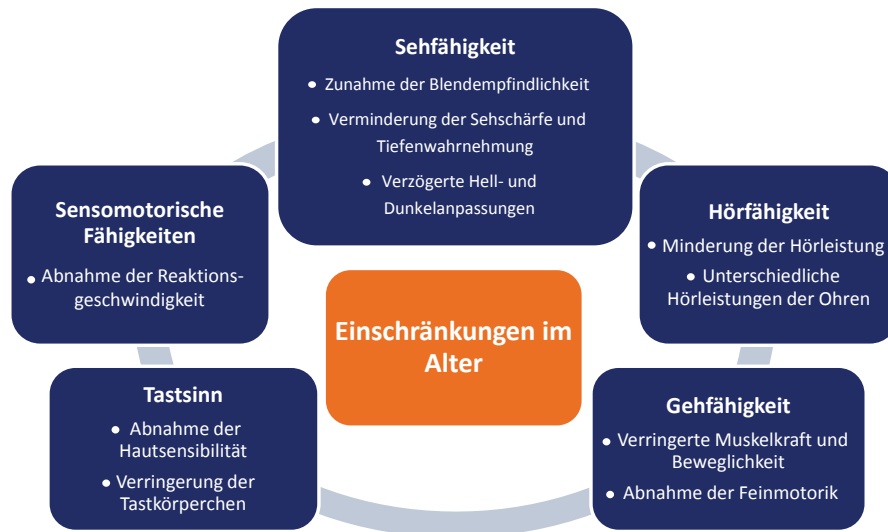 Sehfähigkeit
• Zunahme der Blendempfindlichkeit
• Verminderung der Sehschärfe und
Tiefenwahrnehmung
• Verzögerte Hell- und
Dunkelanpassungen
Sensomotorische
Fähigkeiten
• Abnahme der Reaktions-
geschwindigkeit
Hörfähigkeit
• Minderung der Hörleistung
• Unterschiedliche
Hörleistungen der Ohren
Einschränkungen im
Alter
Tastsinn
• Abnahme der
Hautsensibilität
• Verringerung der
Tastkörperchen
Gehfähigkeit
• Verringerte Muskelkraft und
Beweglichkeit
• Abnahme der Feinmotorik